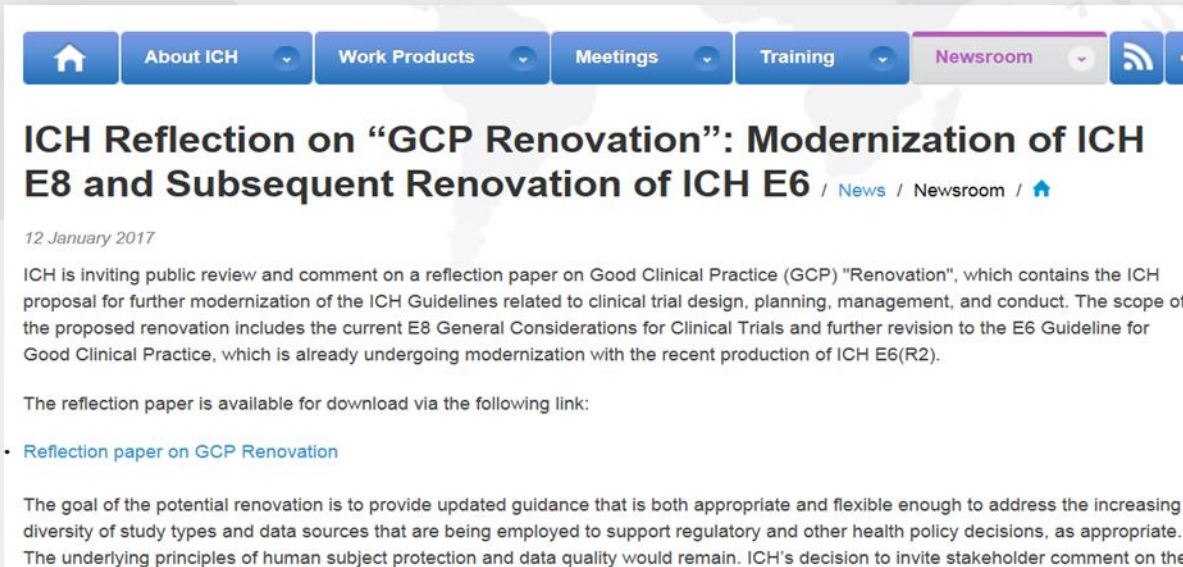 About ICH
Work Products
Meetings
Training
Newsroom
ICH Reflection on “GCP Renovation”: Modernization of ICH
E8 and Subsequent Renovation of ICH E6 / News / Newsroom /
12 January 2017
ICH is inviting public review and comment on a reflection paper on Good Clinical Practice (GCP) "Renovation", which contains the ICH
proposal for further modernization of the ICH Guidelines related to clinical trial design, planning, management, and conduct. The scope of
the proposed renovation includes the current E8 General Considerations for Clinical Trials and further revision to the E6 Guideline for
Good Clinical Practice, which is already undergoing modernization with the recent production of ICH E6(R2).
The reflection paper is available for download via the following link:
• Reflection paper on GCP Renovation
The goal of the potential renovation is to provide updated guidance that is both appropriate and flexible enough to address the increasing
diversity of study types and data sources that are being employed to support regulatory and other health policy decisions, as appropriate.
The underlying principles of human subject protection and data quality would remain. ICH's decision to invite stakeholder comment on the